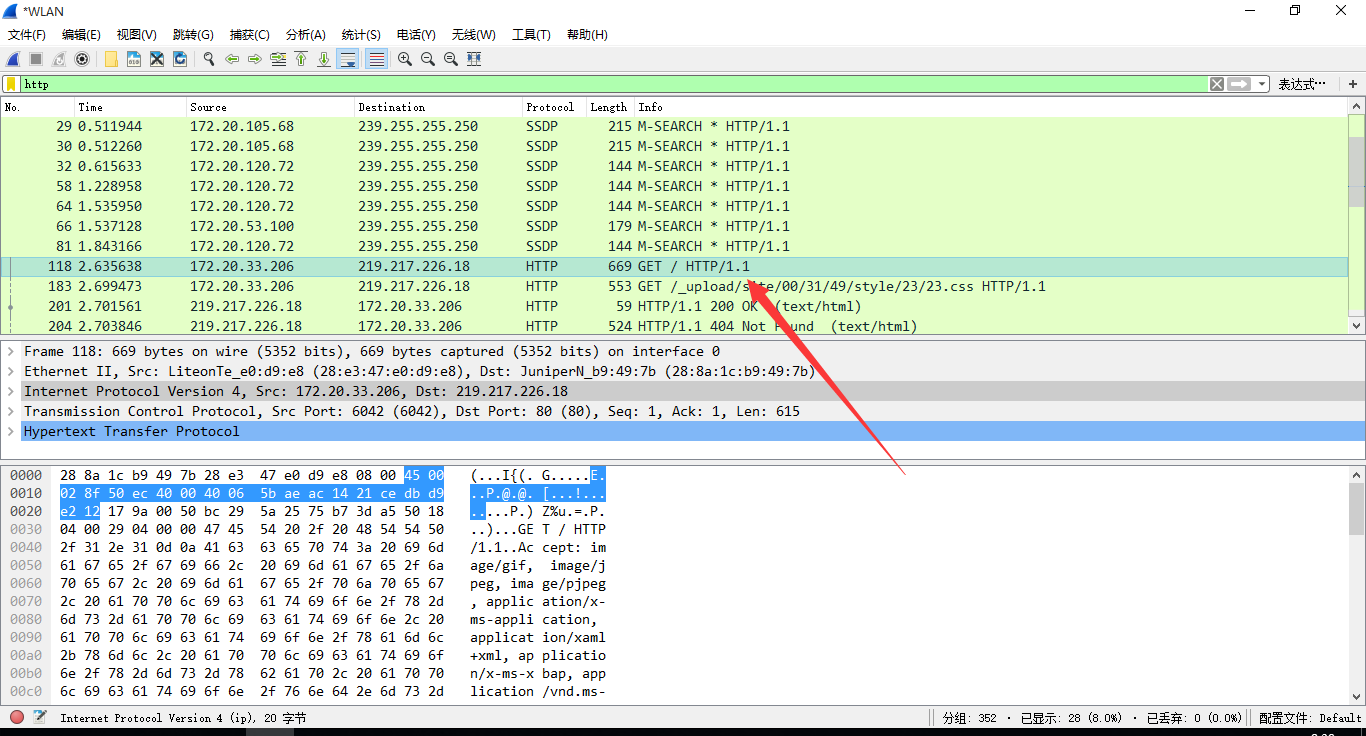 *WLAN
文件(F) 编辑(E) 视图(V) 跳转(G) 捕获(C) 分析(A) 统计(S) 电话(Y) 无线(W) 工具(T) 帮助(H)
http 表达式… +
No. Time Source Destination Protocol Length Info
29 0.511944 172.20.105.68 239.255.255.250 SSDP 215 M-SEARCH * HTTP/1.1
30 0.512260 172.20.105.68 239.255.255.250 SSDP 215 M-SEARCH * HTTP/1.1
32 0.615633 172.20.120.72 239.255.255.250 SSDP 144 M-SEARCH * HTTP/1.1
58 1.228958 172.20.120.72 239.255.255.250 SSDP 144 M-SEARCH * HTTP/1.1
64 1.535950 172.20.120.72 239.255.255.250 SSDP 144 M-SEARCH * HTTP/1.1
66 1.537128 172.20.53.100 239.255.255.250 SSDP 179 M-SEARCH * HTTP/1.1
81 1.843166 172.20.120.72 239.255.255.250 SSDP 144 M-SEARCH * HTTP/1.1
118 2.635638 172.20.33.206 219.217.226.18 HTTP 669 GET / HTTP/1.1
183 2.699473 172.20.33.206 219.217.226.18 HTTP 553 GET /_upload/site/00/31/49/style/23/23.css HTTP/1.1
201 2.701561 219.217.226.18 172.20.33.206 HTTP 59 HTTP/1.1 200 OK (text/html)
204 2.703846 219.217.226.18 172.20.33.206 HTTP 524 HTTP/1.1 404 Not Found (text/html)
Frame 118: 669 bytes on wire (5352 bits), 669 bytes captured (5352 bits) on interface 0
Ethernet II, Src: LiteonTe_e0:d9:e8 (28:e3:47:e0:d9:e8), Dst: JuniperN_b9:49:7b (28:8a:1c:b9:49:7b)
Internet Protocol Version 4, Src: 172.20.33.206, Dst: 219.217.226.18
Transmission Control Protocol, Src Port: 6042 (6042), Dst Port: 80 (80), Seq: 1, Ack: 1, Len: 615
Hypertext Transfer Protocol
0000 28 8a 1c b9 49 7b 28 e3 47 e0 d9 e8 08 00 45 00 (...I{(. G.....E.
0010 02 8f 50 ec 40 00 40 06 5b ae ac 14 21 ce db d9 ..P.@.@. [...!...
0020 e2 12 17 9a 00 50 bc 29 5a 25 75 b7 3d a5 50 18 .....P.) Z%u.=.P.
0030 04 00 29 04 00 00 47 45 54 20 2f 20 48 54 54 50 ..)...GE T / HTTP
0040 2f 31 2e 31 0d 0a 41 63 63 65 70 74 3a 20 69 6d /1.1..Ac cept: im
0050 61 67 65 2f 67 69 66 2c 20 69 6d 61 67 65 2f 6a age/gif, image/j
0060 70 65 67 2c 20 69 6d 61 67 65 2f 70 6a 70 65 67 peg, ima ge/pjpeg
0070 2c 20 61 70 70 6c 69 63 61 74 69 6f 6e 2f 78 2d , applic ation/x-
0080 6d 73 2d 61 70 70 6c 69 63 61 74 69 6f 6e 2c 20 ms-appli cation,
0090 61 70 70 6c 69 63 61 74 69 6f 6e 2f 78 61 6d 6c applicat ion/xaml
00a0 2b 78 6d 6c 2c 20 61 70 70 6c 69 63 61 74 69 6f +xml, ap plicatio
00b0 6e 2f 78 2d 6d 73 2d 78 62 61 70 2c 20 61 70 70 n/x-ms-x bap, app
00c0 6c 69 63 61 74 69 6f 6e 2f 76 6e 64 2e 6d 73 2d lication /vnd.ms-
Internet Protocol Version 4 (ip), 20 字节 分组: 352 · 已显示: 28 (8.0%) · 已丢弃: 0 (0.0%) 配置文件: Default